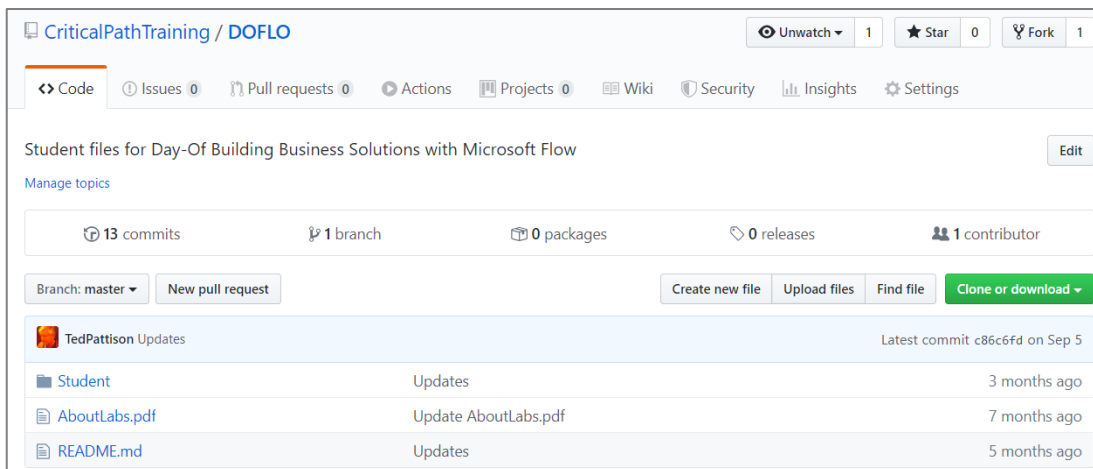 CriticalPathTraining / DOFLO
Unwatch 1 Star 0 Fork 1
Code Issues 0 Pull requests 0 Actions Projects 0 Wiki Security Insights Settings
Student files for Day-Of Building Business Solutions with Microsoft Flow Edit
Manage topics
13 commits 1 branch 0 packages 0 releases 1 contributor
Branch: master New pull request Create new file Upload files Find file Clone or download
TedPattison Updates Latest commit c86c6fd on Sep 5
Student Updates 3 months ago
AboutLabs.pdf Update AboutLabs.pdf 7 months ago
README.md Updates 5 months ago